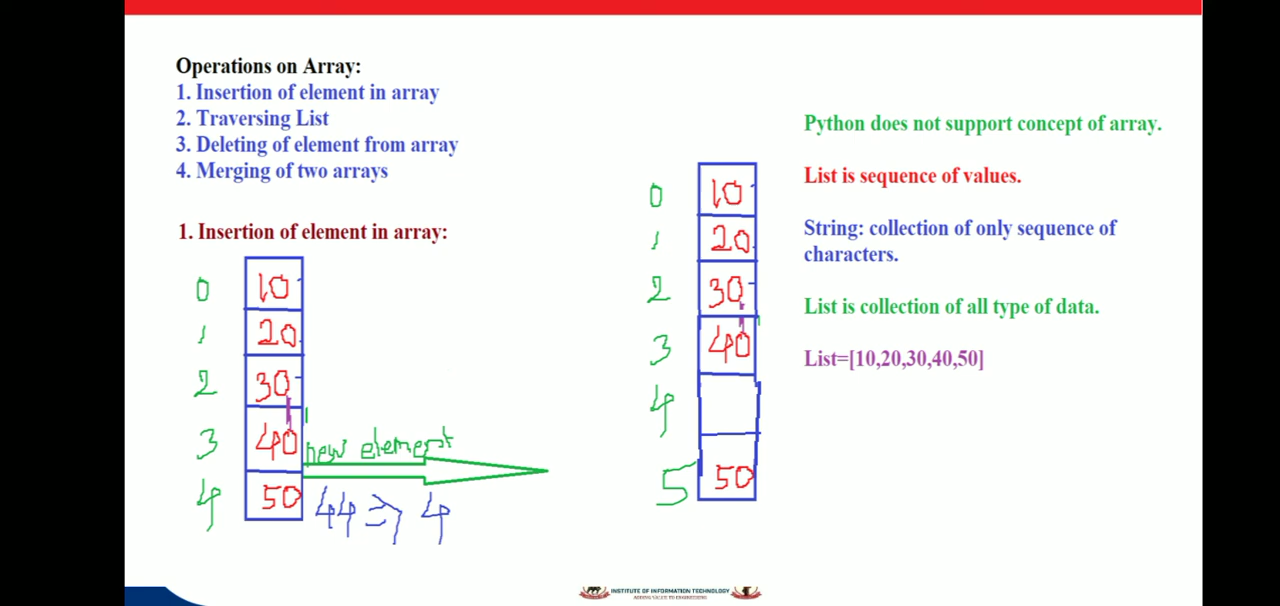 Operations on Array:
1. Insertion of element in array
2. Traversing List
3. Deleting of element from array
4. Merging of two arrays
1. Insertion of element in array:
0 10
1 20
2 30
3 40
new element
4 50
44 => 4
0 10
1 20
2 30
3 40
4
5 50
Python does not support concept of array.
List is sequence of values.
String: collection of only sequence of
characters.
List is collection of all type of data.
List=[10,20,30,40,50]
INSTITUTE OF INFORMATION TECHNOLOGY
ADDING VALUE TO ENGINEERING